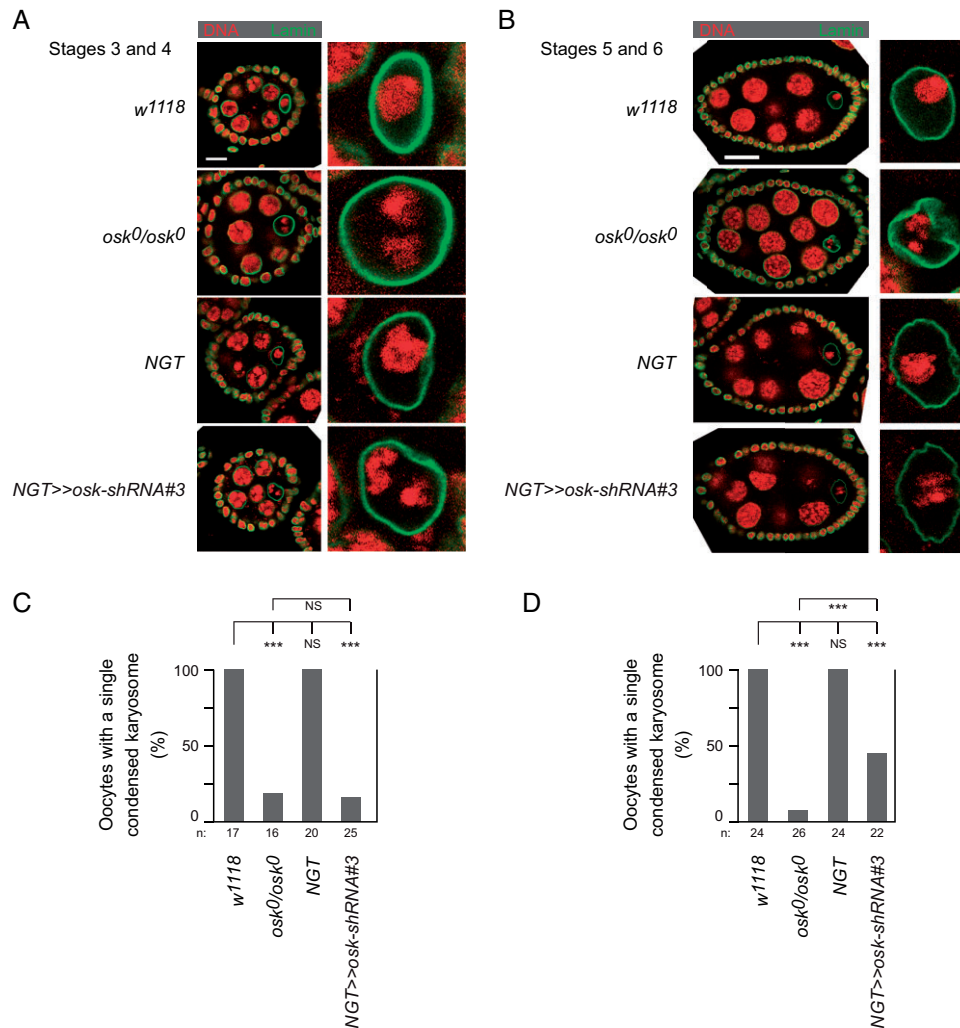 A
DNA Lamin
Stages 3 and 4
w1118
osk0/osk0
NGT
NGT>>osk-shRNA#3
B
DNA Lamin
Stages 5 and 6
w1118
osk0/osk0
NGT
NGT>>osk-shRNA#3
C
NS
*** NS ***
Oocytes with a single
condensed karyosome
(%)
100
50
0
n: 17 16 20 25
w1118
osk0/osk0
NGT
NGT>>osk-shRNA#3
D
***
*** NS ***
Oocytes with a single
condensed karyosome
(%)
100
50
0
n: 24 26 24 22
w1118
osk0/osk0
NGT
NGT>>osk-shRNA#3